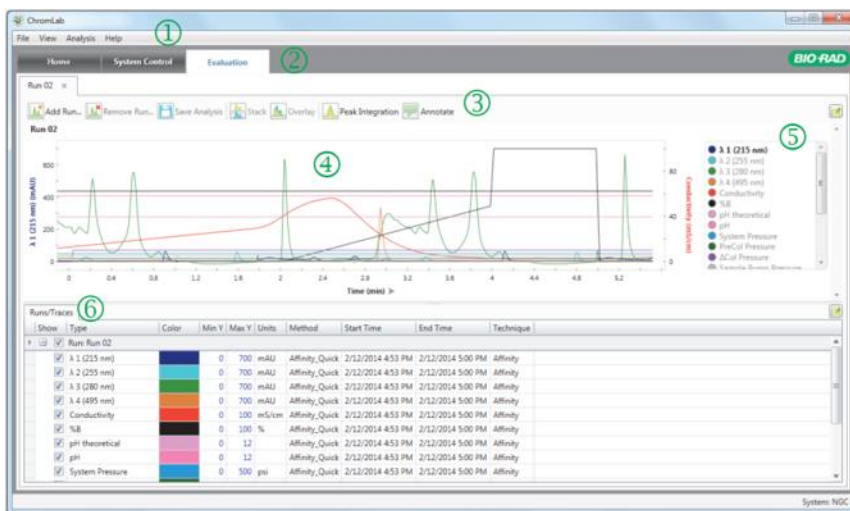 ChromLab
File View Analysis Help ①
Home System Control Evaluation ② BIO-RAD
Run 02 ×
Add Run... Remove Run... Save Analysis Stack Overlay Peak Integration Annotate ③
Run 02
④
⑤
λ 1 (215 nm) (mAU)
600
400
200
0
80
40
0
Conductivity (mS/cm)
0 0.4 0.8 1.2 1.6 2.0 2.4 2.8 3.2 3.6 4.0 4.4 4.8 5.2
Time (min) >
λ 1 (215 nm)
λ 2 (255 nm)
λ 3 (280 nm)
λ 4 (495 nm)
Conductivity
%B
pH theoretical
pH
System Pressure
PreCol Pressure
ΔCol Pressure
Sample Pump Pressure
Runs/Traces ⑥
Show Type Color Min Y Max Y Units Method Start Time End Time Technique
Run: Run 02
λ 1 (215 nm) 0 700 mAU Affinity_Quick 2/12/2014 4:53 PM 2/12/2014 5:00 PM Affinity
λ 2 (255 nm) 0 700 mAU Affinity_Quick 2/12/2014 4:53 PM 2/12/2014 5:00 PM Affinity
λ 3 (280 nm) 0 700 mAU Affinity_Quick 2/12/2014 4:53 PM 2/12/2014 5:00 PM Affinity
λ 4 (495 nm) 0 700 mAU Affinity_Quick 2/12/2014 4:53 PM 2/12/2014 5:00 PM Affinity
Conductivity 0 100 mS/cm Affinity_Quick 2/12/2014 4:53 PM 2/12/2014 5:00 PM Affinity
%B 0 100 % Affinity_Quick 2/12/2014 4:53 PM 2/12/2014 5:00 PM Affinity
pH theoretical 0 12 Affinity_Quick 2/12/2014 4:53 PM 2/12/2014 5:00 PM Affinity
pH 0 12 Affinity_Quick 2/12/2014 4:53 PM 2/12/2014 5:00 PM Affinity
System Pressure 0 500 psi Affinity_Quick 2/12/2014 4:53 PM 2/12/2014 5:00 PM Affinity
System: NGC